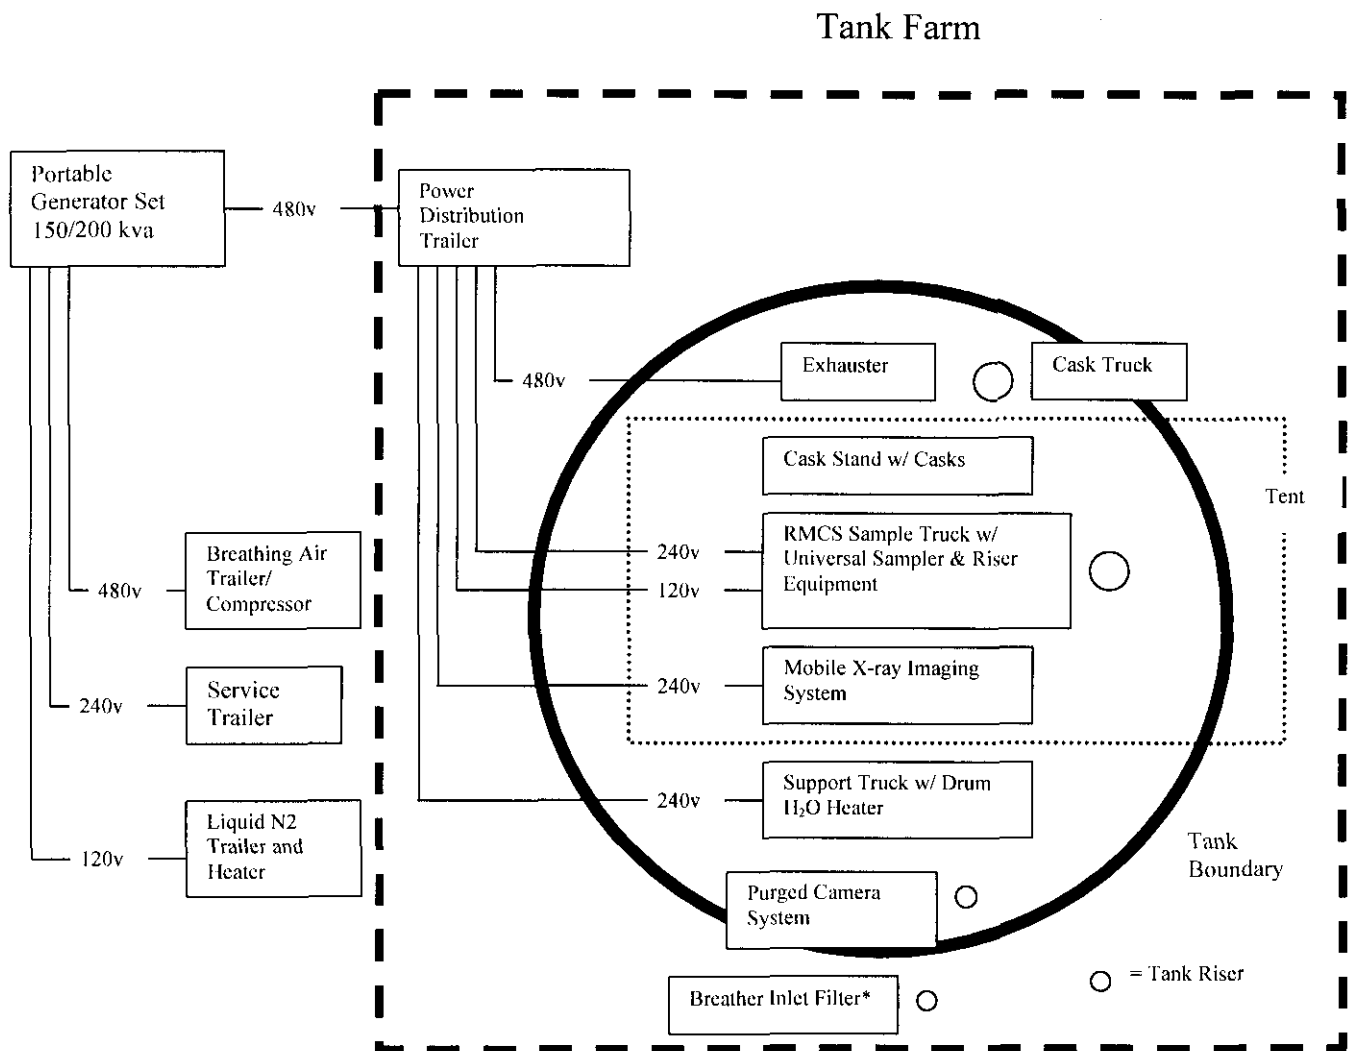 Tank Farm
Portable
Generator Set
150/200 kva
480v
Power
Distribution
Trailer
Exhauster
Cask Truck
480v
Cask Stand w/ Casks
Tent
RMCS Sample Truck w/
Universal Sampler & Riser
Equipment
240v
120v
Breathing Air
Trailer/
Compressor
480v
Mobile X-ray Imaging
System
240v
Service
Trailer
240v
Support Truck w/ Drum
H₂O Heater
240v
Liquid N2
Trailer and
Heater
120v
Tank
Boundary
Purged Camera
System
= Tank Riser
Breather Inlet Filter*